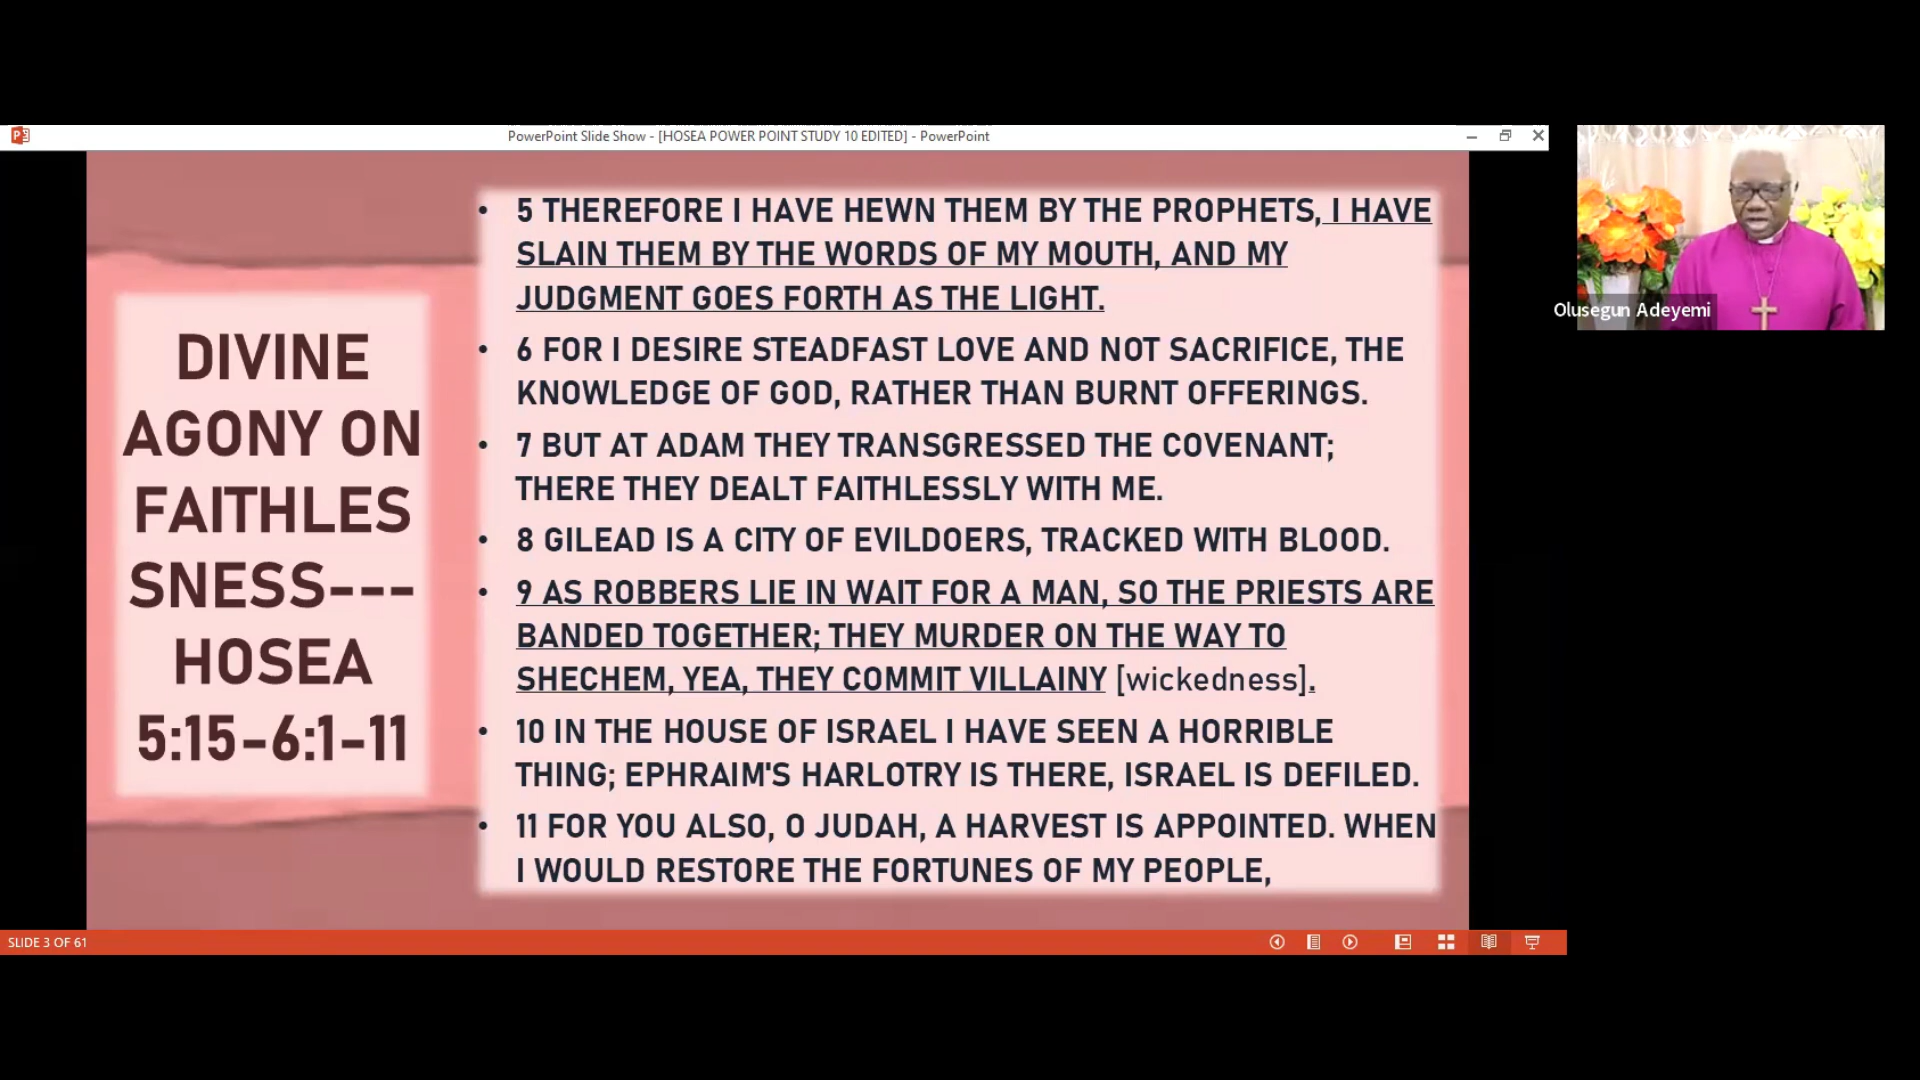 PowerPoint Slide Show - [HOSEA POWER POINT STUDY 10 EDITED] - PowerPoint
DIVINE
AGONY ON
FAITHLES
SNESS---
HOSEA
5:15-6:1-11
• 5 THEREFORE I HAVE HEWN THEM BY THE PROPHETS, I HAVE
SLAIN THEM BY THE WORDS OF MY MOUTH, AND MY
JUDGMENT GOES FORTH AS THE LIGHT.
• 6 FOR I DESIRE STEADFAST LOVE AND NOT SACRIFICE, THE
KNOWLEDGE OF GOD, RATHER THAN BURNT OFFERINGS.
• 7 BUT AT ADAM THEY TRANSGRESSED THE COVENANT;
THERE THEY DEALT FAITHLESSLY WITH ME.
• 8 GILEAD IS A CITY OF EVILDOERS, TRACKED WITH BLOOD.
• 9 AS ROBBERS LIE IN WAIT FOR A MAN, SO THE PRIESTS ARE
BANDED TOGETHER; THEY MURDER ON THE WAY TO
SHECHEM, YEA, THEY COMMIT VILLAINY [wickedness].
• 10 IN THE HOUSE OF ISRAEL I HAVE SEEN A HORRIBLE
THING; EPHRAIM'S HARLOTRY IS THERE, ISRAEL IS DEFILED.
• 11 FOR YOU ALSO, O JUDAH, A HARVEST IS APPOINTED. WHEN
I WOULD RESTORE THE FORTUNES OF MY PEOPLE,
Olusegun Adeyemi
SLIDE 3 OF 61